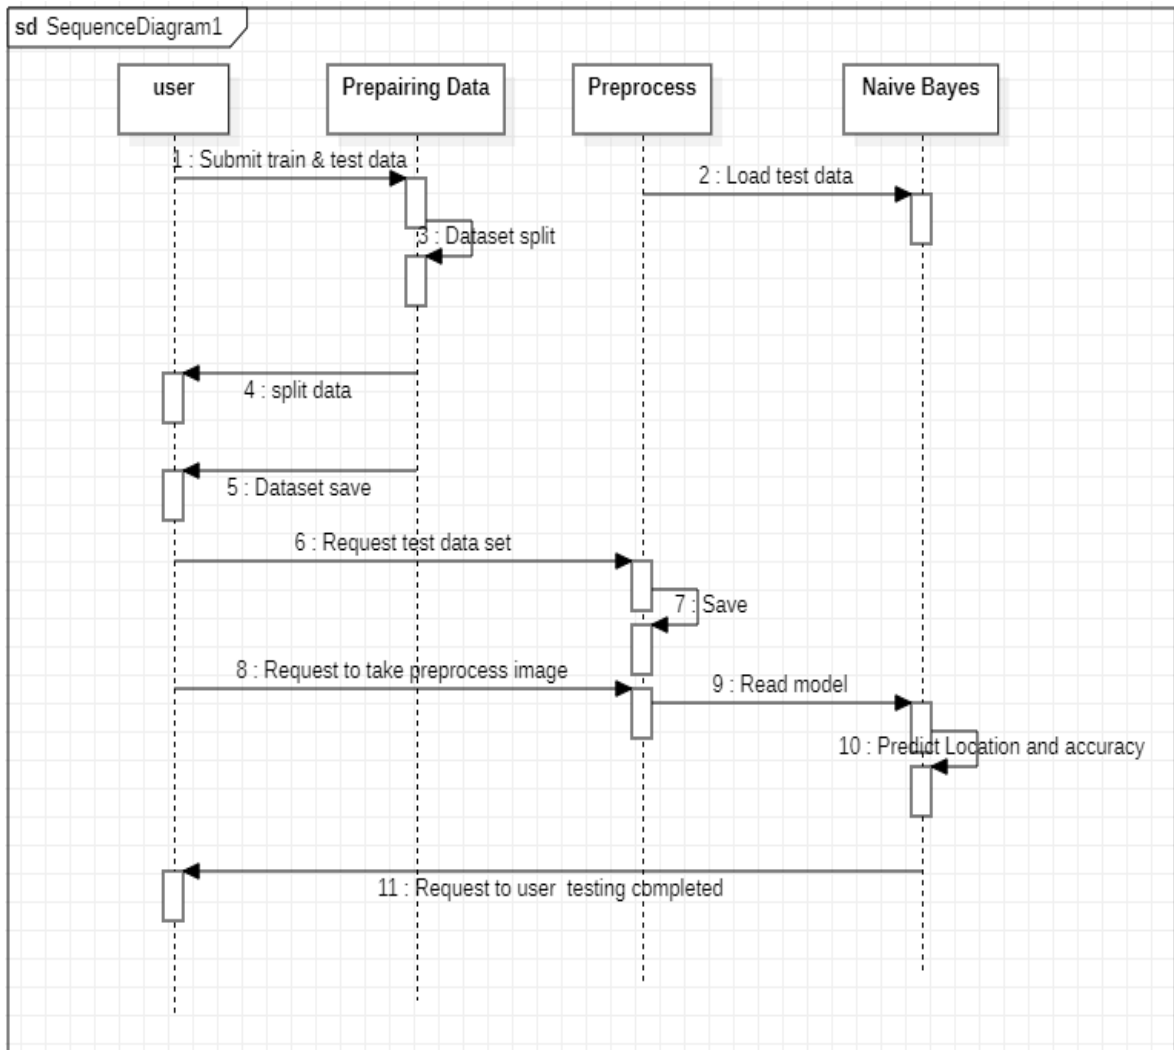 sd SequenceDiagram1
user
Prepairing Data
Preprocess
Naive Bayes
1 : Submit train & test data
2 : Load test data
3 : Dataset split
4 : split data
5 : Dataset save
6 : Request test data set
7 : Save
8 : Request to take preprocess image
9 : Read model
10 : Predict Location and accuracy
11 : Request to user  testing completed